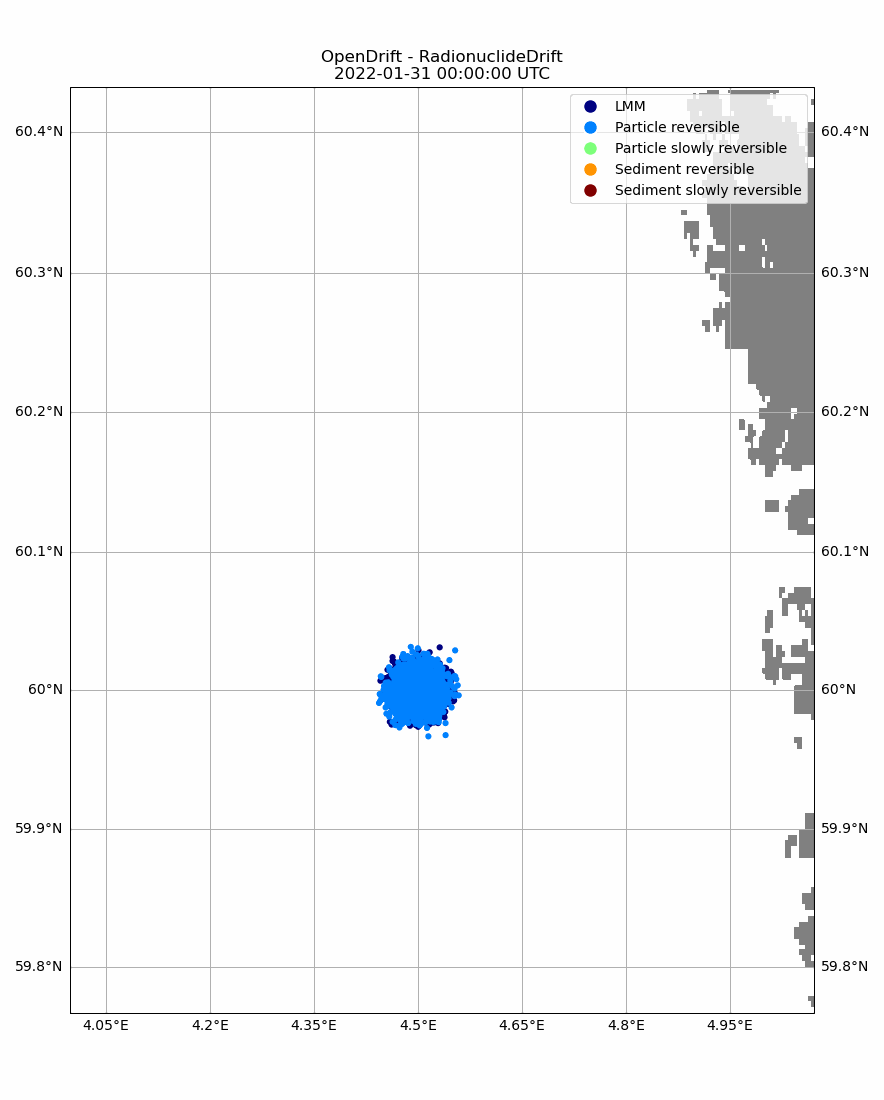 OpenDrift - RadionuclideDrift
2022-01-31 00:00:00 UTC
LMM
Particle reversible
Particle slowly reversible
Sediment reversible
Sediment slowly reversible
60.4°N 60.4°N
60.3°N 60.3°N
60.2°N 60.2°N
60.1°N 60.1°N
60°N 60°N
59.9°N 59.9°N
59.8°N 59.8°N
4.05°E 4.2°E 4.35°E 4.5°E 4.65°E 4.8°E 4.95°E